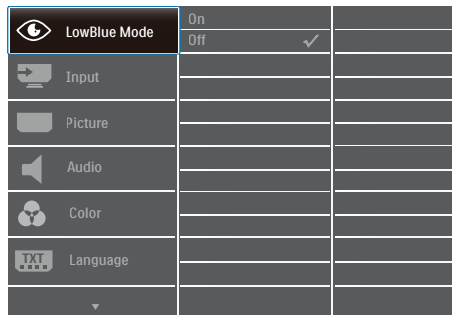 LowBlue Mode
On
Off
Input
Picture
Audio
Color
TXT
Language